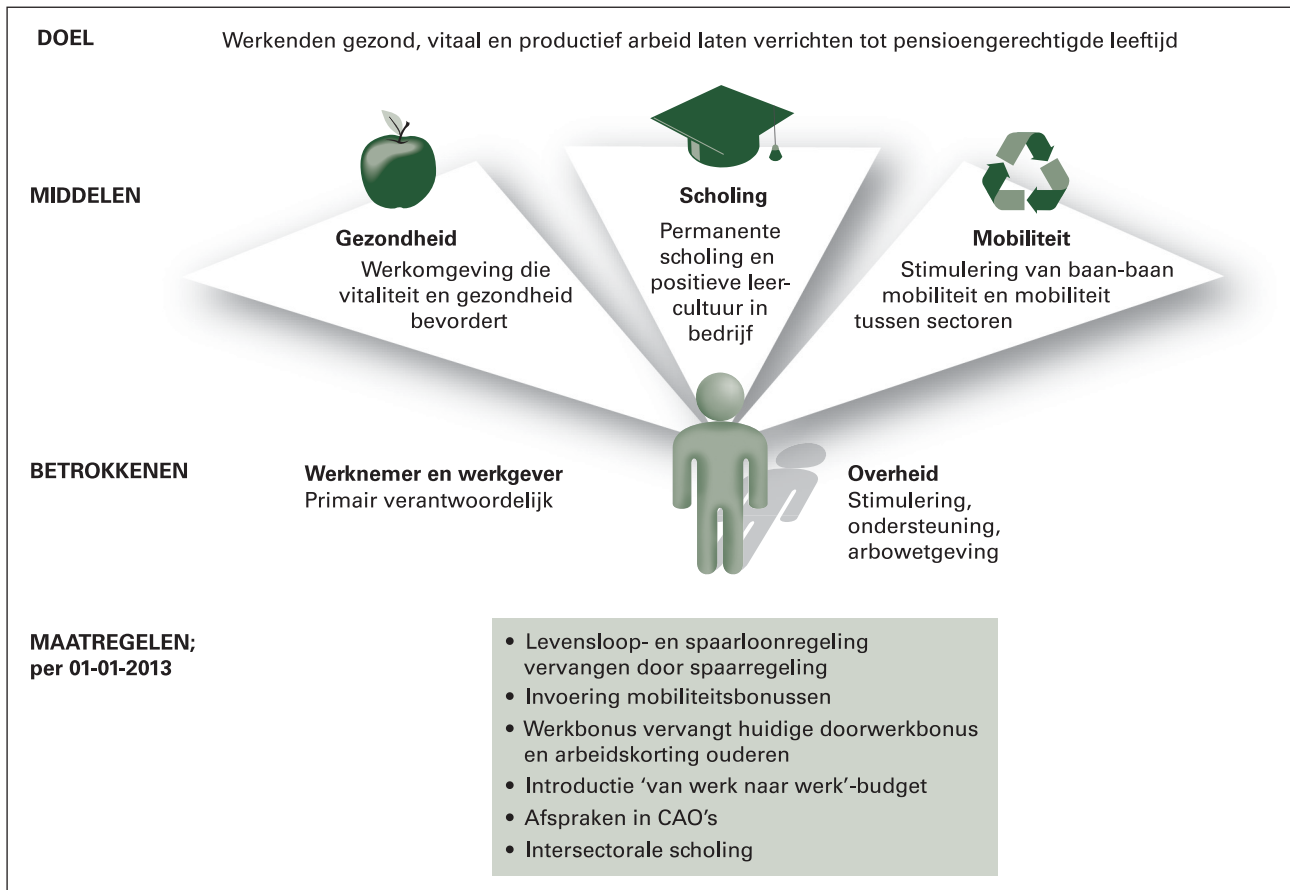 DOEL
Werkenden gezond, vitaal en productief arbeid laten verrichten tot pensioengerechtigde leeftijd
MIDDELEN
Gezondheid
Werkomgeving die
vitaliteit en gezondheid
bevordert
Scholing
Permanente
scholing en
positieve leer-
cultuur in
bedrijf
Mobiliteit
Stimulering van baan-baan
mobiliteit en mobiliteit
tussen sectoren
BETROKKENEN
Werknemer en werkgever
Primair verantwoordelijk
Overheid
Stimulering,
ondersteuning,
arbowetgeving
MAATREGELEN;
per 01-01-2013
• Levensloop- en spaarloonregeling
vervangen door spaarregeling
• Invoering mobiliteitsbonussen
• Werkbonus vervangt huidige doorwerkbonus
en arbeidskorting ouderen
• Introductie ‘van werk naar werk’-budget
• Afspraken in CAO’s
• Intersectorale scholing